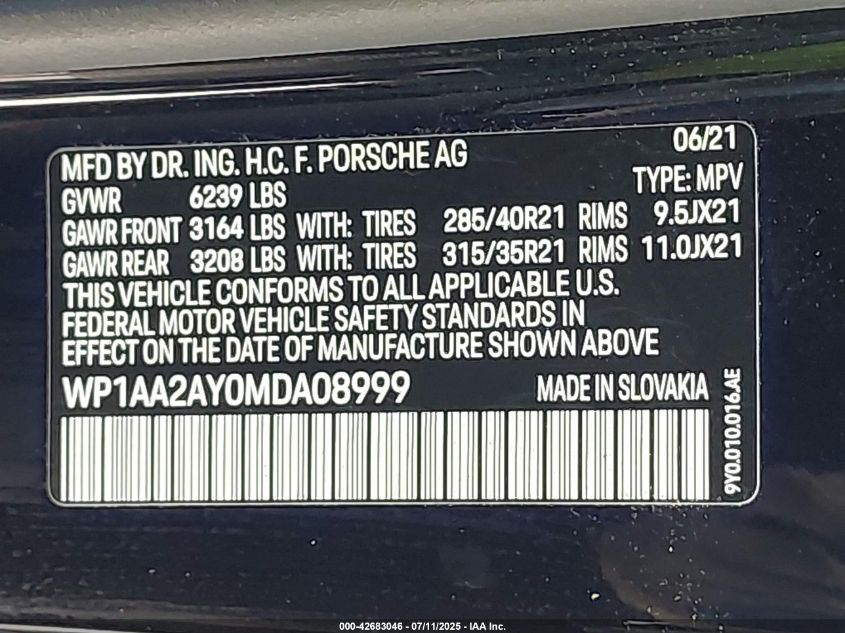 MFD BY DR. ING. H.C. F. PORSCHE AG 06/21
GVWR 6239 LBS TYPE: MPV
GAWR FRONT 3164 LBS WITH: TIRES 285/40R21 RIMS 9.5JX21
GAWR REAR 3208 LBS WITH: TIRES 315/35R21 RIMS 11.0JX21
THIS VEHICLE CONFORMS TO ALL APPLICABLE U.S.
FEDERAL MOTOR VEHICLE SAFETY STANDARDS IN
EFFECT ON THE DATE OF MANUFACTURE SHOWN ABOVE
WP1AA2AY0MDA08999 MADE IN SLOVAKIA
9Y0.010.016.AE
000-42683046 - 07/11/2025 - IAA Inc.